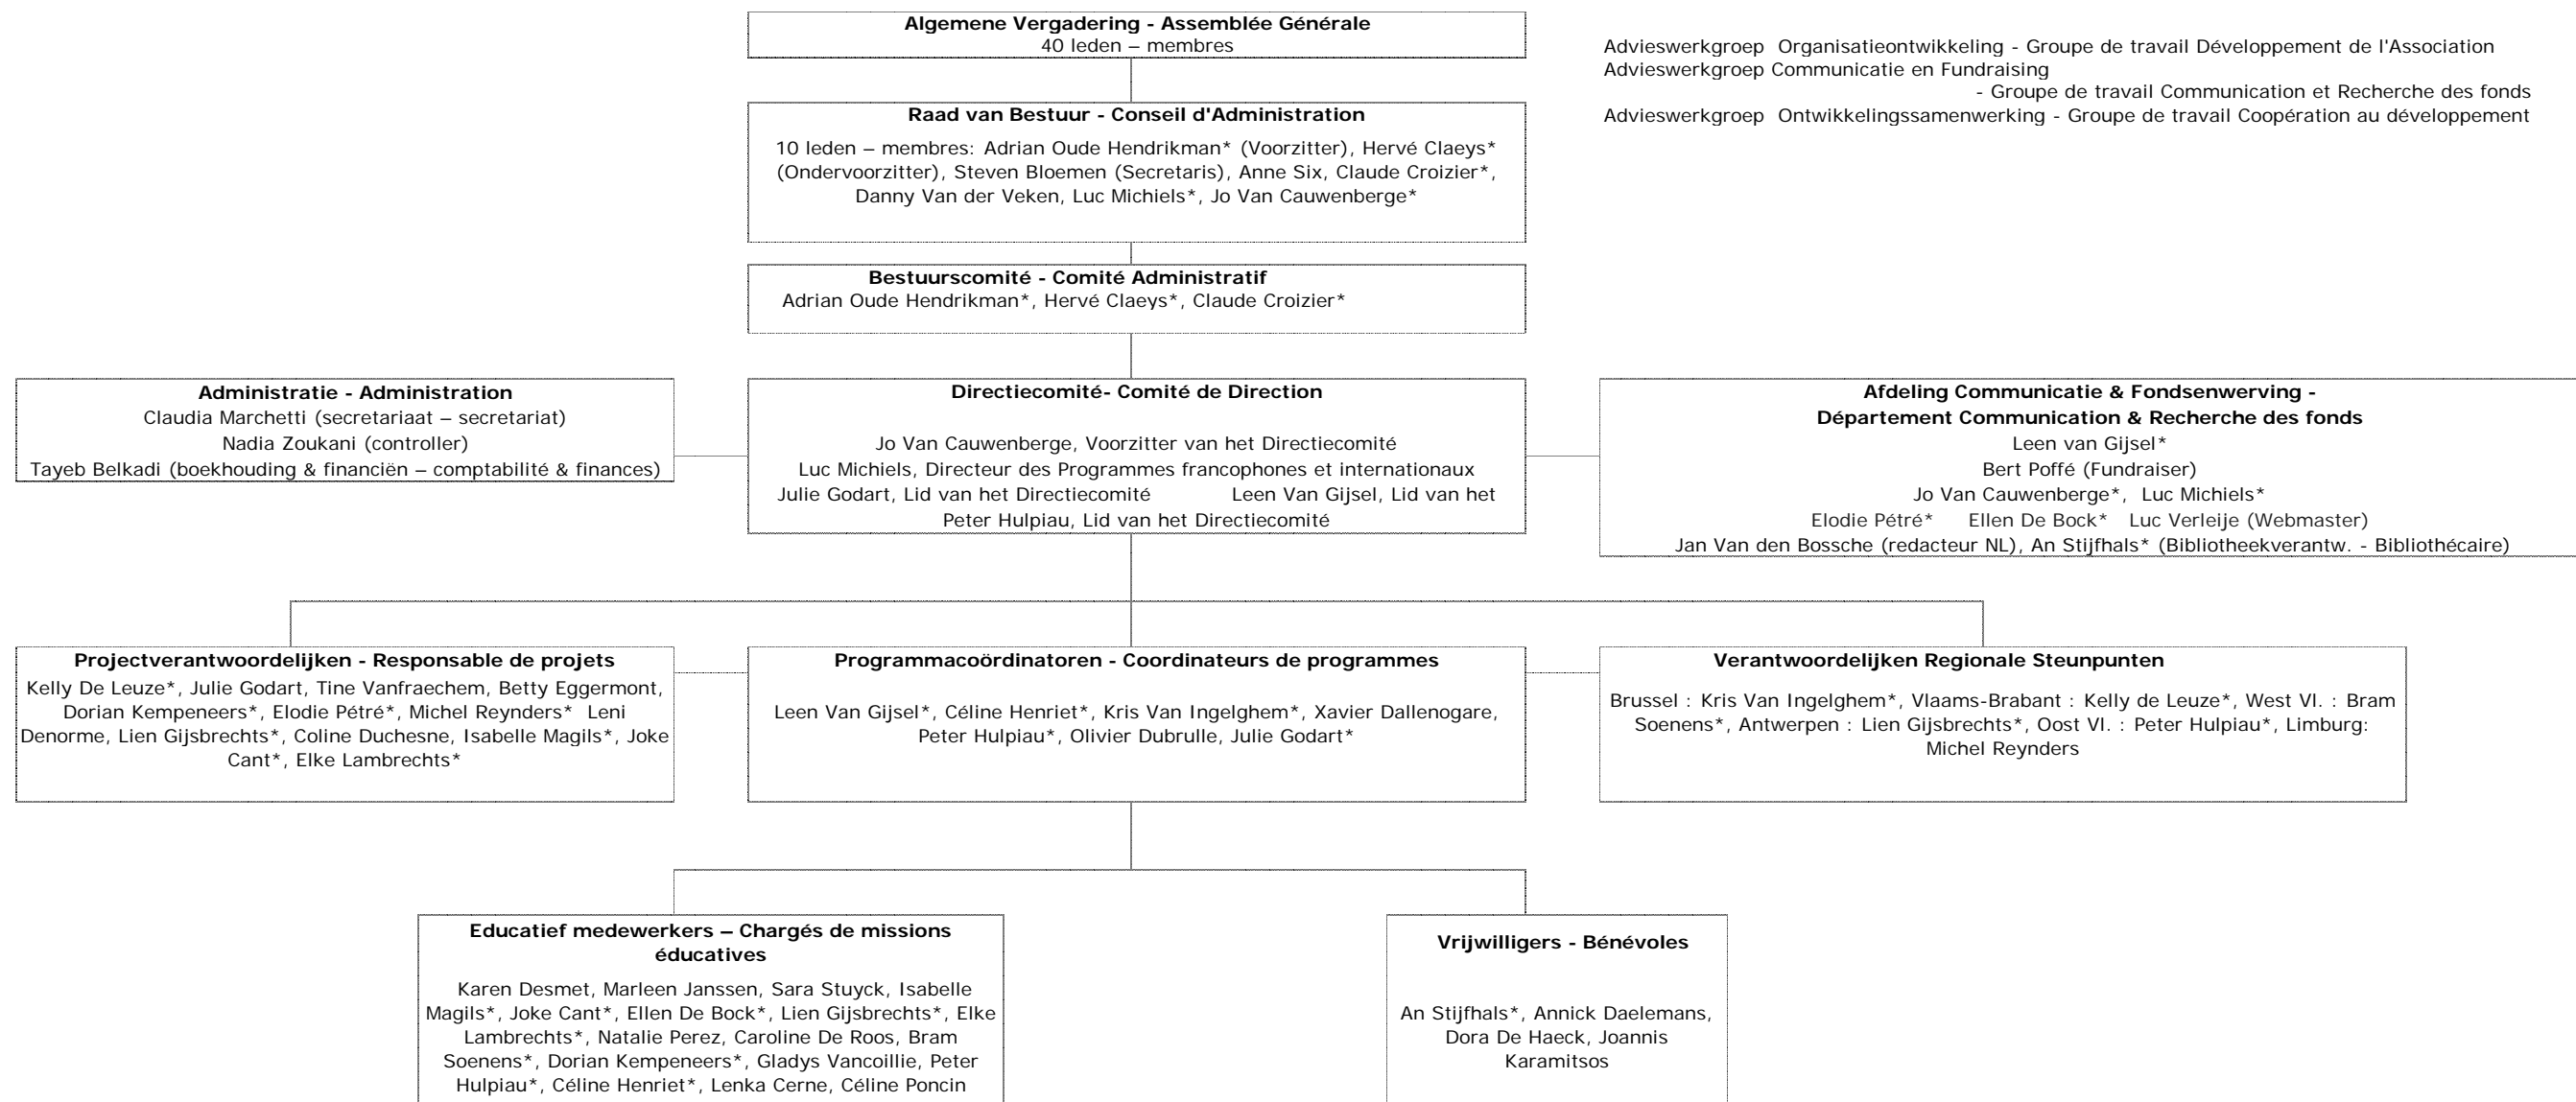 Algemene Vergadering - Assemblée Générale
40 leden – membres
Advieswerkgroep Organisatieontwikkeling - Groupe de travail Développement de l'Association
Advieswerkgroep Communicatie en Fundraising
- Groupe de travail Communication et Recherche des fonds
Advieswerkgroep Ontwikkelingssamenwerking - Groupe de travail Coopération au développement
Raad van Bestuur - Conseil d'Administration
10 leden – membres: Adrian Oude Hendrikman* (Voorzitter), Hervé Claeys*
(Ondervoorzitter), Steven Bloemen (Secretaris), Anne Six, Claude Croizier*,
Danny Van der Veken, Luc Michiels*, Jo Van Cauwenberge*
Bestuurscomité - Comité Administratif
Adrian Oude Hendrikman*, Hervé Claeys*, Claude Croizier*
Administratie - Administration
Claudia Marchetti (secretariaat – secretariat)
Nadia Zoukani (controller)
Tayeb Belkadi (boekhouding & financiën – comptabilité & finances)
Directiecomité- Comité de Direction
Jo Van Cauwenberge, Voorzitter van het Directiecomité
Luc Michiels, Directeur des Programmes francophones et internationaux
Julie Godart, Lid van het Directiecomité Leen Van Gijsel, Lid van het
Peter Hulpiau, Lid van het Directiecomité
Afdeling Communicatie & Fondsenwerving -
Département Communication & Recherche des fonds
Leen van Gijsel*
Bert Poffé (Fundraiser)
Jo Van Cauwenberge*, Luc Michiels*
Elodie Pétré* Ellen De Bock* Luc Verleije (Webmaster)
Jan Van den Bossche (redacteur NL), An Stijfhals* (Bibliotheekverantw. - Bibliothécaire)
Projectverantwoordelijken - Responsable de projets
Kelly De Leuze*, Julie Godart, Tine Vanfraechem, Betty Eggermont,
Dorian Kempeneers*, Elodie Pétré*, Michel Reynders* Leni
Denorme, Lien Gijsbrechts*, Coline Duchesne, Isabelle Magils*, Joke
Cant*, Elke Lambrechts*
Programmacoördinatoren - Coordinateurs de programmes
Leen Van Gijsel*, Céline Henriet*, Kris Van Ingelghem*, Xavier Dallenogare,
Peter Hulpiau*, Olivier Dubrulle, Julie Godart*
Verantwoordelijken Regionale Steunpunten
Brussel : Kris Van Ingelghem*, Vlaams-Brabant : Kelly de Leuze*, West Vl. : Bram
Soenens*, Antwerpen : Lien Gijsbrechts*, Oost Vl. : Peter Hulpiau*, Limburg:
Michel Reynders
Educatief medewerkers – Chargés de missions
éducatives
Karen Desmet, Marleen Janssen, Sara Stuyck, Isabelle
Magils*, Joke Cant*, Ellen De Bock*, Lien Gijsbrechts*, Elke
Lambrechts*, Natalie Perez, Caroline De Roos, Bram
Soenens*, Dorian Kempeneers*, Gladys Vancoillie, Peter
Hulpiau*, Céline Henriet*, Lenka Cerne, Céline Poncin
Vrijwilligers - Bénévoles
An Stijfhals*, Annick Daelemans,
Dora De Haeck, Joannis
Karamitsos